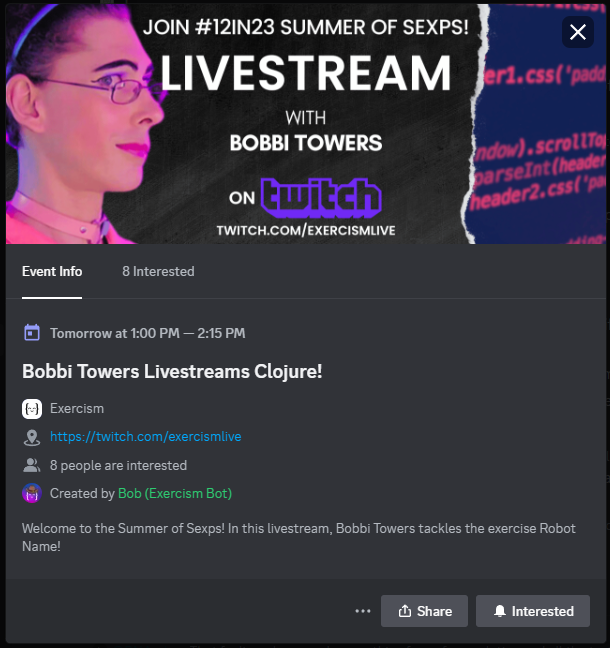 JOIN #12IN23 SUMMER OF SEXPS!
LIVESTREAM
WITH
BOBBI TOWERS
ON twitch
TWITCH.COM/EXERCISMLIVE
er1.css('padd
ndow).scrollTo
parseInt(header
header2.css('pa
Event Info
8 Interested
Tomorrow at 1:00 PM — 2:15 PM
Bobbi Towers Livestreams Clojure!
Exercism
https://twitch.com/exercismlive
8 people are interested
Created by Bob (Exercism Bot)
Welcome to the Summer of Sexps! In this livestream, Bobbi Towers tackles the exercise Robot
Name!
Share
Interested